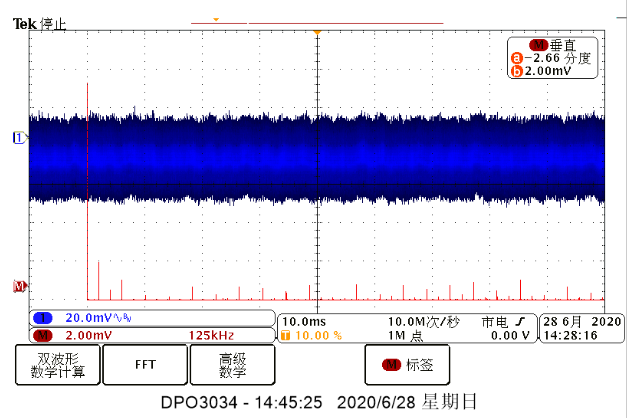 Tek 停止
M 垂直
a -2.66 分度
b 2.00mV
1
M
1 20.0mV
M 2.00mV 125kHz
10.0ms 10.0M次/秒 市电 0.00 V
T 10.00 % 1M 点
28 6月 2020
14:28:16
双波形
数学计算
FFT
高级
数学
M 标签
DPO3034 - 14:45:25 2020/6/28 星期日